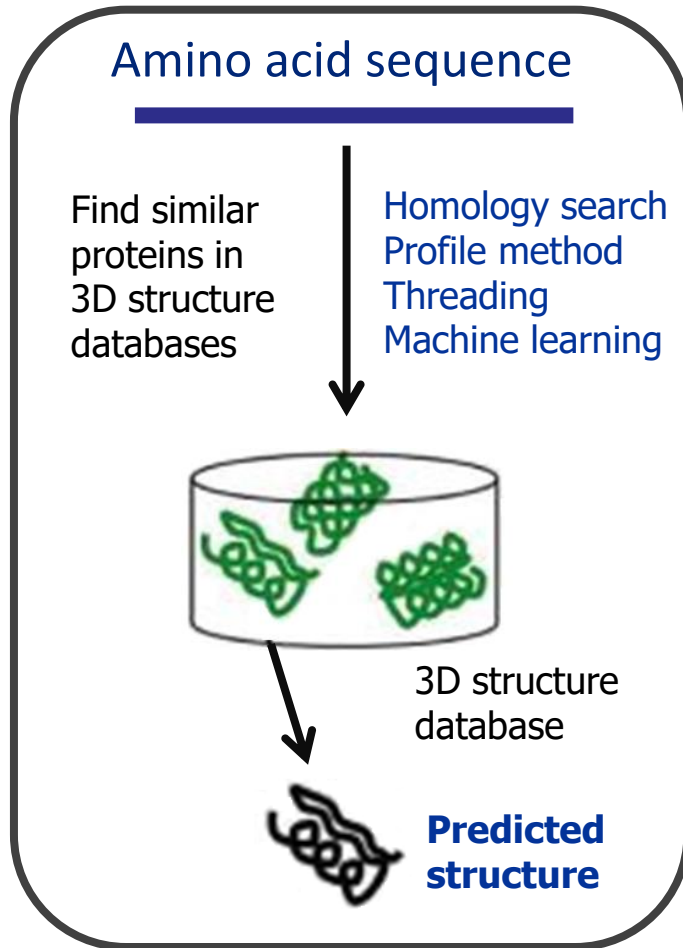 Amino acid sequence
Find similar
proteins in
3D structure
databases
Homology search
Profile method
Threading
Machine learning
3D structure
database
Predicted
structure